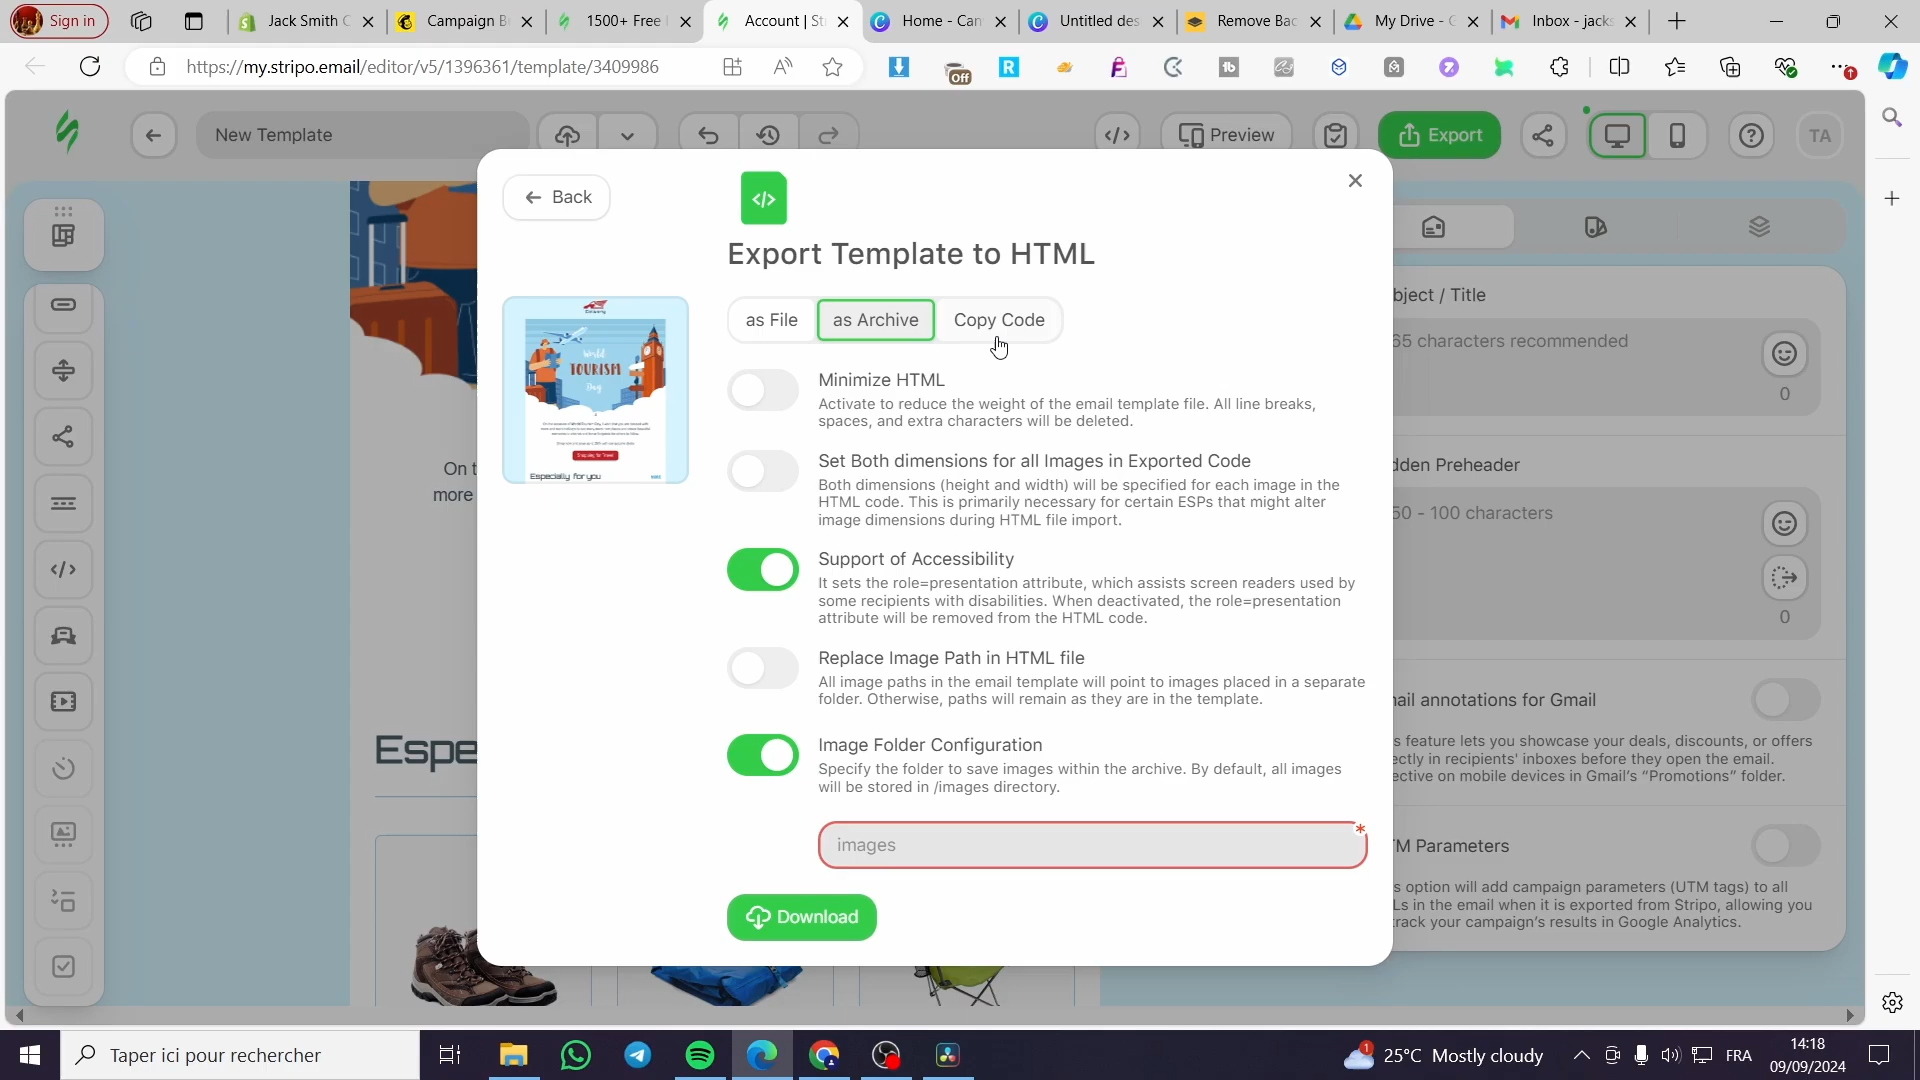 Sign in
Jack Smith C
Campaign B
1500+ Free
Account | St
Home - Can
Untitled des
Remove Bac
My Drive - G
Inbox - jacks
https://my.stripo.email/editor/v5/1396361/template/3409986
Off
New Template
Preview
Export
TA
Back
Export Template to HTML
as File
as Archive
Copy Code
Minimize HTML
Activate to reduce the weight of the email template file. All line breaks,
spaces, and extra characters will be deleted.
Set Both dimensions for all Images in Exported Code
Both dimensions (height and width) will be specified for each image in the
HTML code. This is primarily necessary for certain ESPs that might alter
image dimensions during HTML file import.
Support of Accessibility
It sets the role=presentation attribute, which assists screen readers used by
some recipients with disabilities. When deactivated, the role=presentation
attribute will be removed from the HTML code.
Replace Image Path in HTML file
All image paths in the email template will point to images placed in a separate
folder. Otherwise, paths will remain as they are in the template.
Image Folder Configuration
Specify the folder to save images within the archive. By default, all images
will be stored in /images directory.
images
*
Download
World
TOURISM
Day
Especially for you
On t
more
Espe
bject / Title
65 characters recommended
0
dden Preheader
50 - 100 characters
0
nail annotations for Gmail
s feature lets you showcase your deals, discounts, or offers
ectly in recipients' inboxes before they open the email.
ective on mobile devices in Gmail's "Promotions" folder.
M Parameters
s option will add campaign parameters (UTM tags) to all
Ls in the email when it is exported from Stripo, allowing you
track your campaign's results in Google Analytics.
Taper ici pour rechercher
1
25°C Mostly cloudy
FRA
14:18
09/09/2024